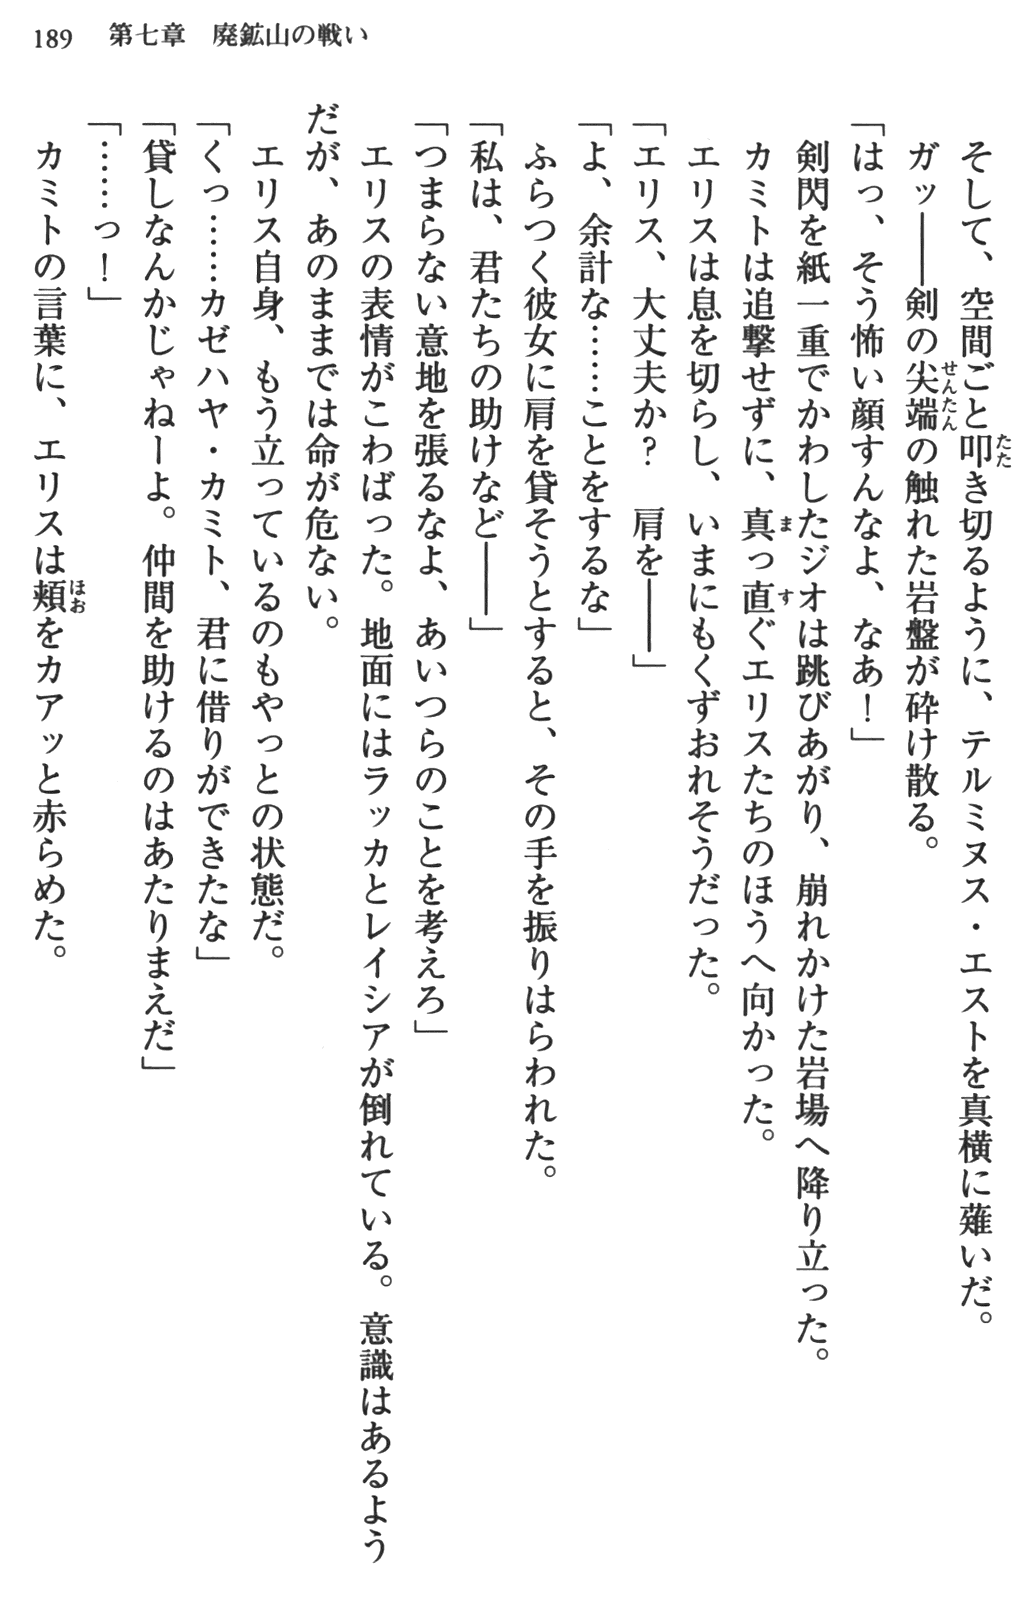 189　第七章　廃鉱山の戦い
　そして、空間ごと叩き切るように、テルミヌス・エストを真横に薙いだ。
　ガッ――剣の尖端の触れた岩盤が砕け散る。
「はっ、そう怖い顔すんなよ、なあ！」
　剣閃を紙一重でかわしたジオは跳びあがり、崩れかけた岩場へ降り立った。
　カミトは追撃せずに、真っ直ぐエリスたちのほうへ向かった。
　エリスは息を切らし、いまにもくずおれそうだった。
「エリス、大丈夫か？　肩を――」
「よ、余計な……ことをするな」
　ふらつく彼女に肩を貸そうとすると、その手を振りはらわれた。
「私は、君たちの助けなど――」
「つまらない意地を張るなよ、あいつらのことを考えろ」
　エリスの表情がこわばった。地面にはラッカとレイシアが倒れている。意識はあるよう
だが、あのままでは命が危ない。
　エリス自身、もう立っているのもやっとの状態だ。
「くっ……カゼハヤ・カミト、君に借りができたな」
「貸しなんかじゃねーよ。仲間を助けるのはあたりまえだ」
「……っ！」
　カミトの言葉に、エリスは頬をカアッと赤らめた。